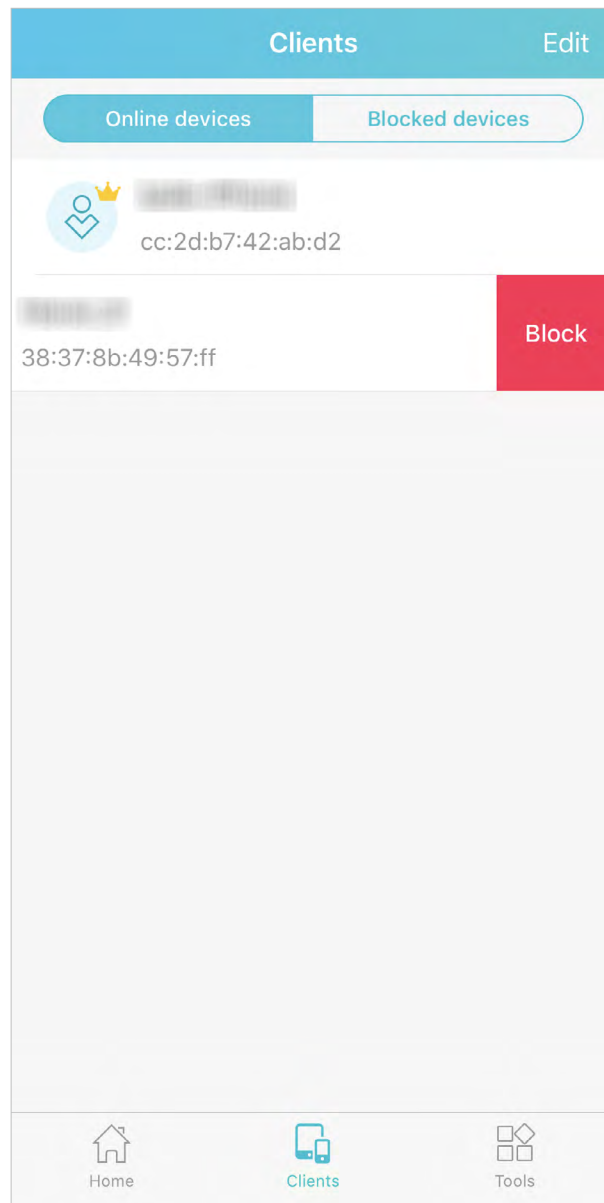 Clients Edit
Online devices Blocked devices
cc:2d:b7:42:ab:d2
Block
38:37:8b:49:57:ff
Home Clients Tools